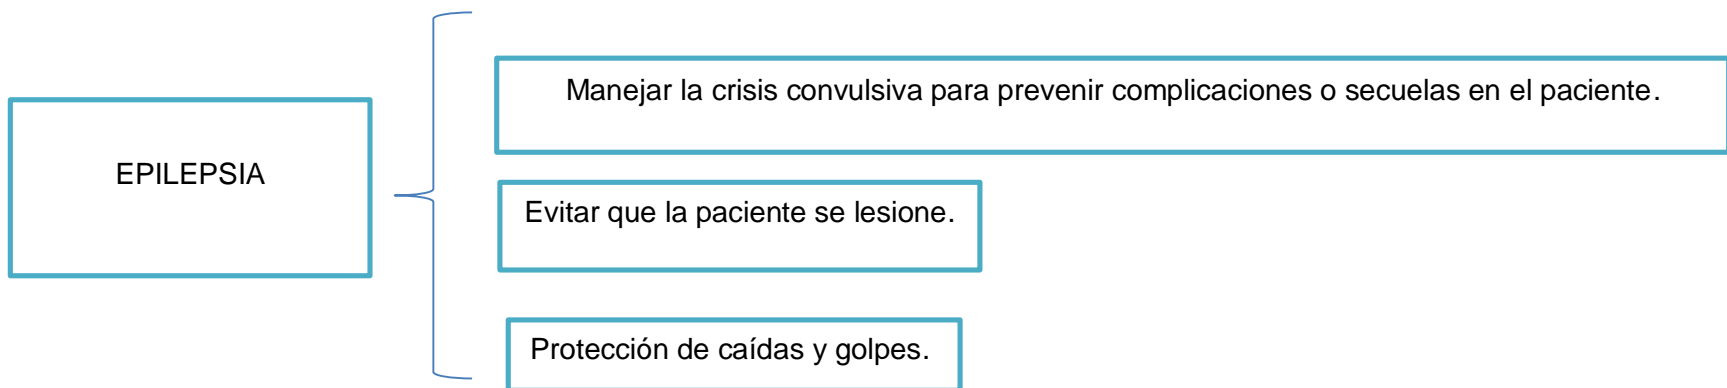 EPILEPSIA
Manejar la crisis convulsiva para prevenir complicaciones o secuelas en el paciente.
Evitar que la paciente se lesione.
Protección de caídas y golpes.